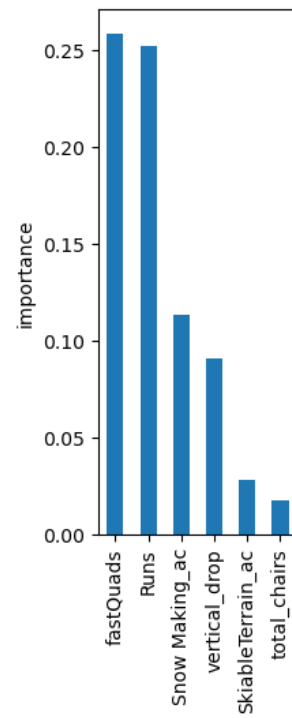 importance
0.25
0.20
0.15
0.10
0.05
0.00
fastQuads
Runs
Snow Making_ac
vertical_drop
SkiableTerrain_ac
total_chairs